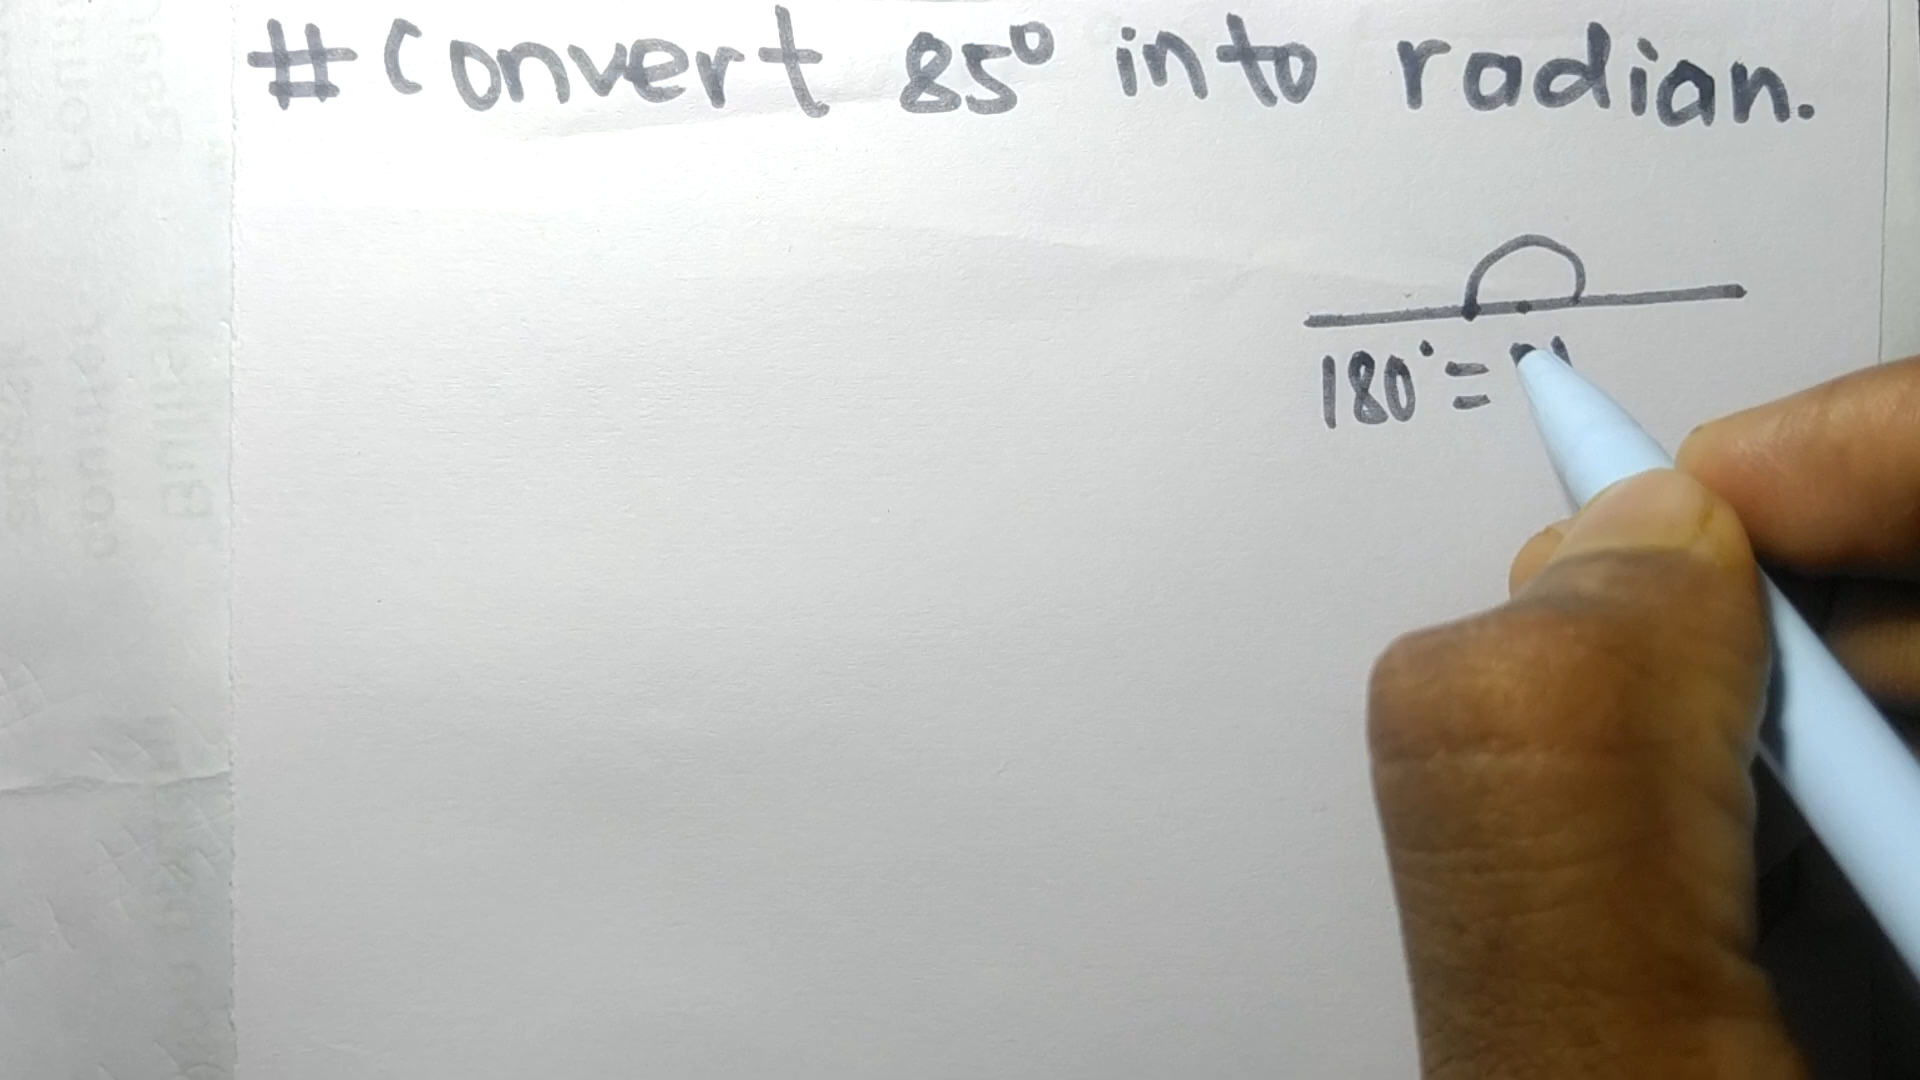 #Convert 85° into radian.
180° =